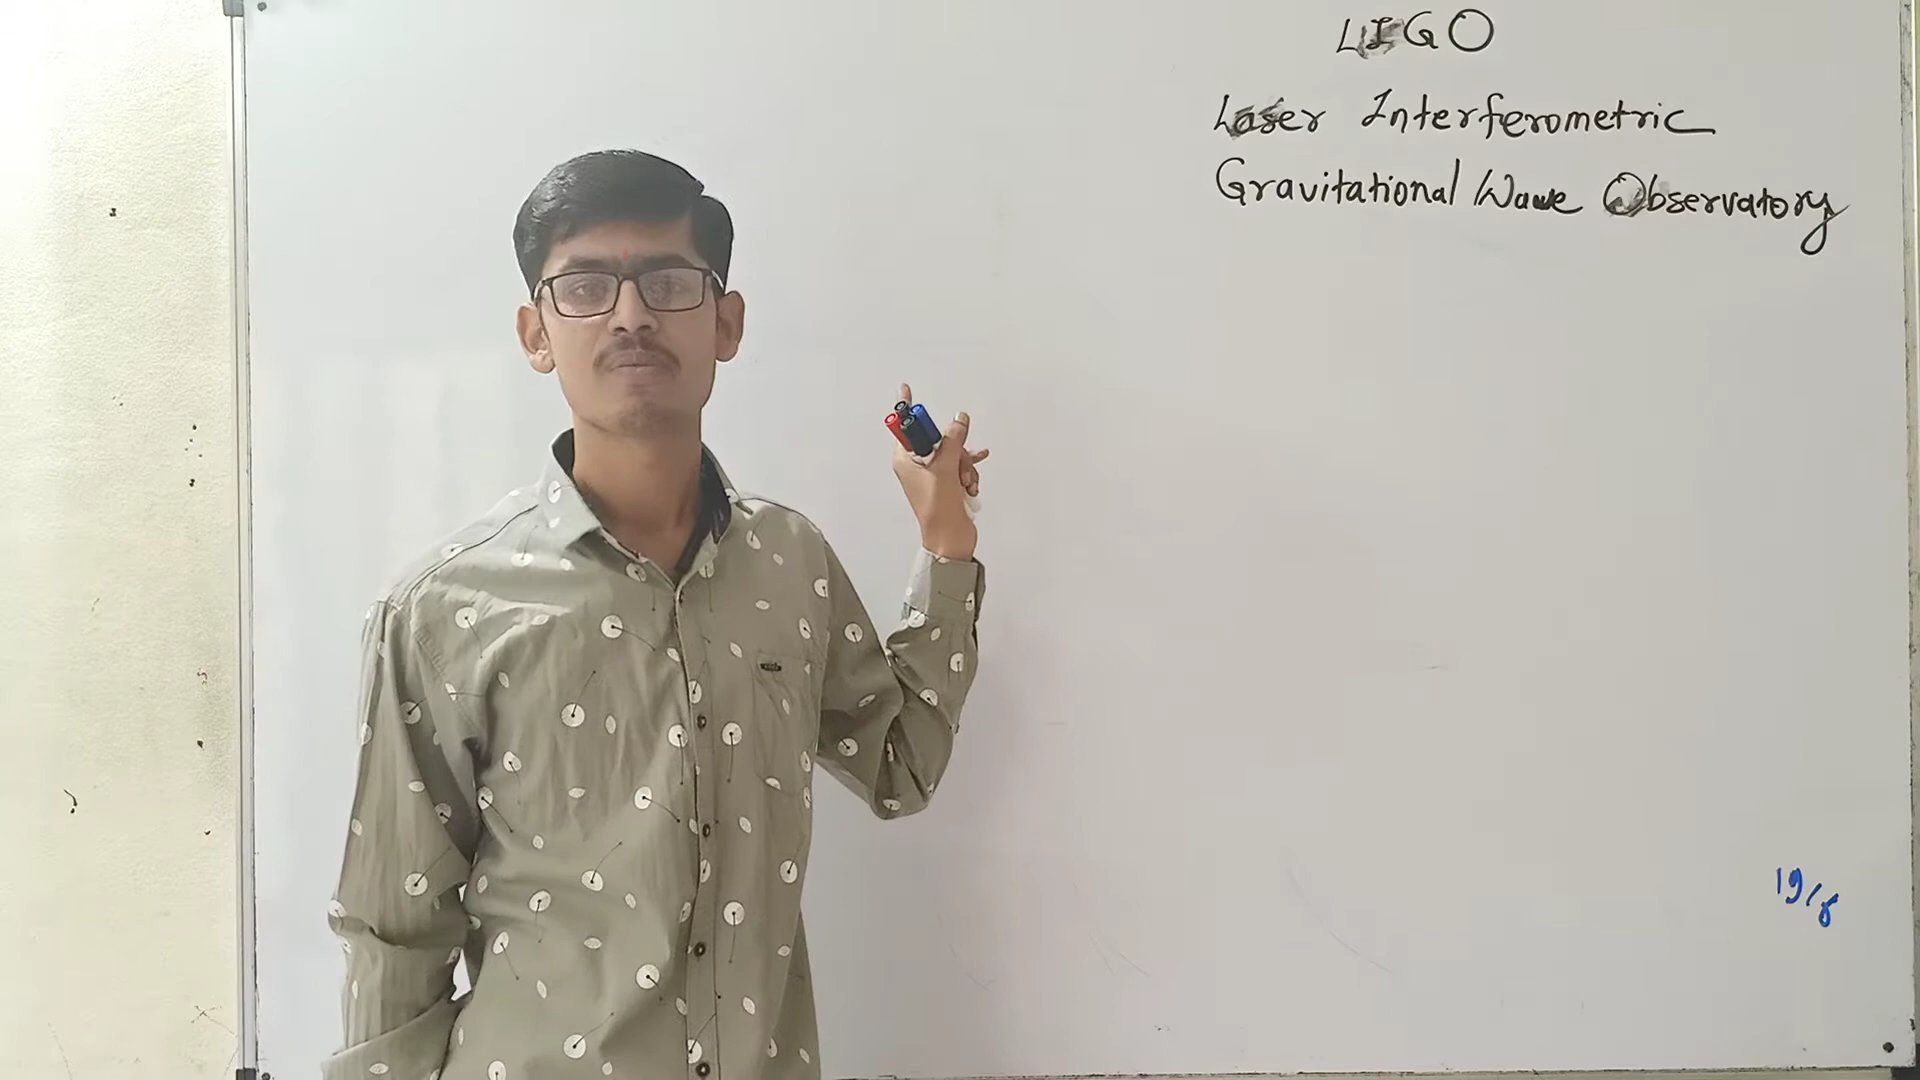 LIGO
Laser Interferometric
Gravitational Wave Observatory
19/8